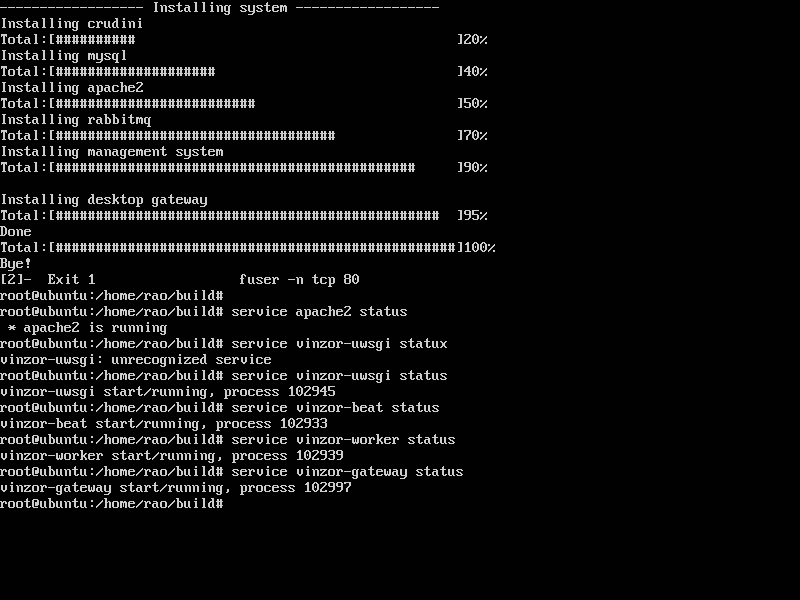 ------------------ Installing system ------------------
Installing crudini
Total:[##########                                        ]20%
Installing mysql
Total:[####################                              ]40%
Installing apache2
Total:[#########################                         ]50%
Installing rabbitmq
Total:[###################################               ]70%
Installing management system
Total:[#############################################     ]90%
Installing desktop gateway
Total:[################################################  ]95%
Done
Total:[##################################################]100%
Bye!
[2]-  Exit 1                  fuser -n tcp 80
root@ubuntu:/home/rao/build#
root@ubuntu:/home/rao/build# service apache2 status
 * apache2 is running
root@ubuntu:/home/rao/build# service vinzor-uwsgi statux
vinzor-uwsgi: unrecognized service
root@ubuntu:/home/rao/build# service vinzor-uwsgi status
vinzor-uwsgi start/running, process 102945
root@ubuntu:/home/rao/build# service vinzor-beat status
vinzor-beat start/running, process 102933
root@ubuntu:/home/rao/build# service vinzor-worker status
vinzor-worker start/running, process 102939
root@ubuntu:/home/rao/build# service vinzor-gateway status
vinzor-gateway start/running, process 102997
root@ubuntu:/home/rao/build#